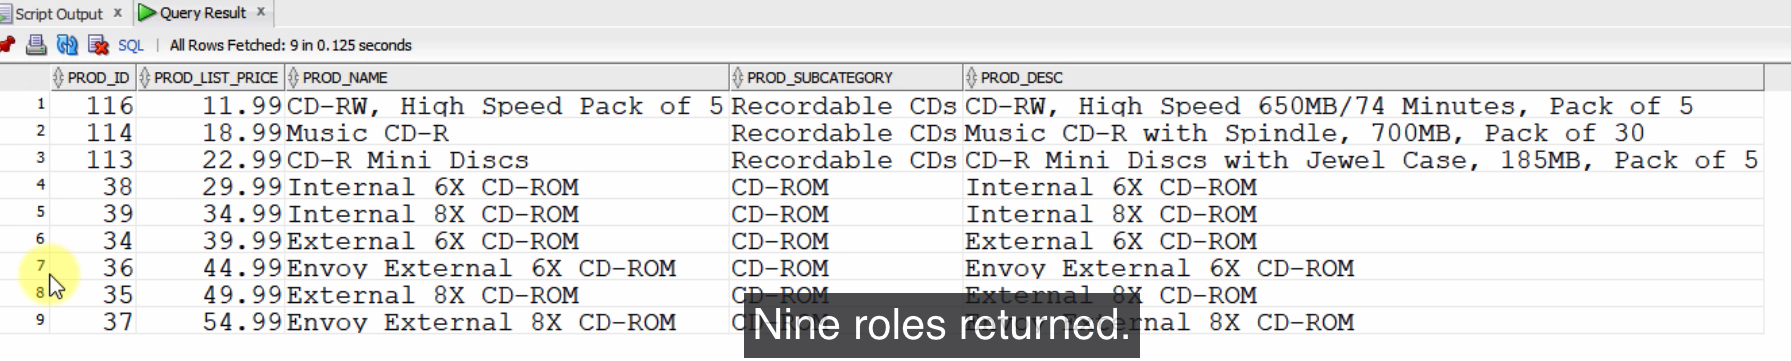 Script Output x Query Result x
SQL | All Rows Fetched: 9 in 0.125 seconds
PROD_ID PROD_LIST_PRICE PROD_NAME PROD_SUBCATEGORY PROD_DESC
1 116 11.99 CD-RW, High Speed Pack of 5 Recordable CDs CD-RW, High Speed 650MB/74 Minutes, Pack of 5
2 114 18.99 Music CD-R Recordable CDs Music CD-R with Spindle, 700MB, Pack of 30
3 113 22.99 CD-R Mini Discs Recordable CDs CD-R Mini Discs with Jewel Case, 185MB, Pack of 5
4 38 29.99 Internal 6X CD-ROM CD-ROM Internal 6X CD-ROM
5 39 34.99 Internal 8X CD-ROM CD-ROM Internal 8X CD-ROM
6 34 39.99 External 6X CD-ROM CD-ROM External 6X CD-ROM
7 36 44.99 Envoy External 6X CD-ROM CD-ROM Envoy External 6X CD-ROM
8 35 49.99 External 8X CD-ROM CD-ROM External 8X CD-ROM
9 37 54.99 Envoy External 8X CD-ROM 8X CD-ROM
Nine roles returned.